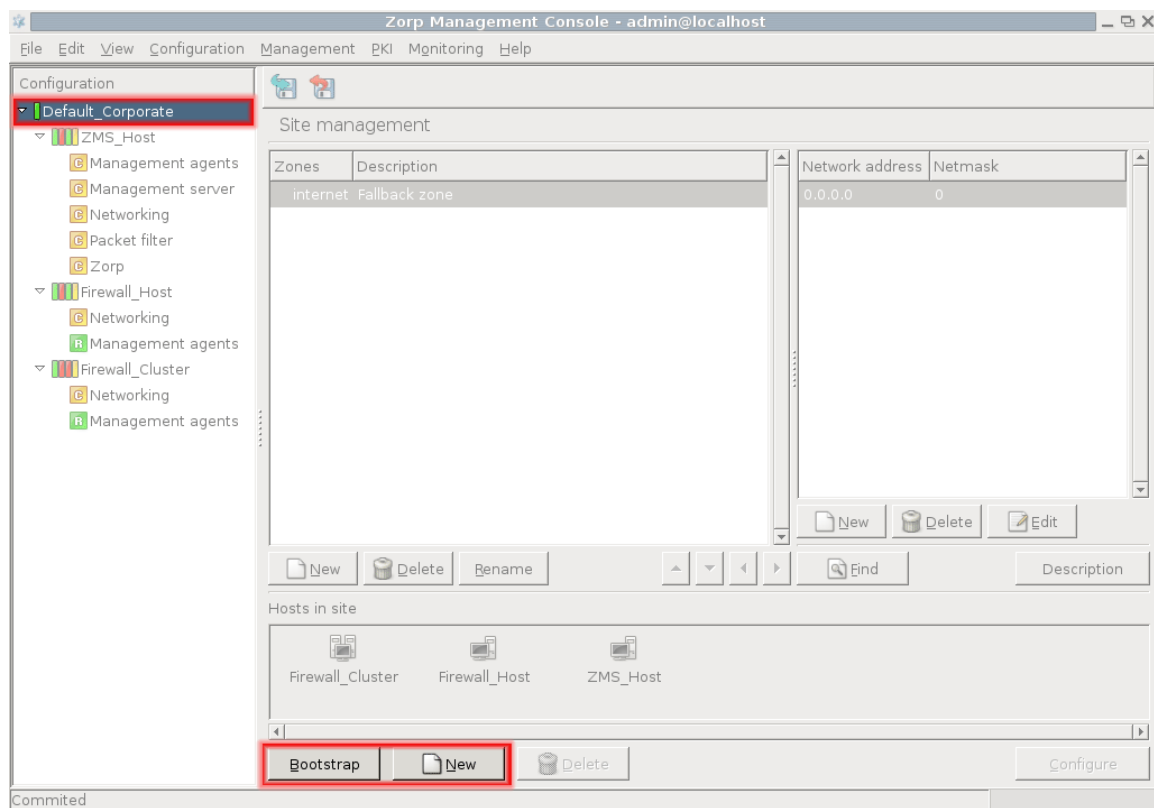 Zorp Management Console - admin@localhost
File Edit View Configuration Management PKI Monitoring Help
Configuration
Default_Corporate
ZMS_Host
C Management agents
C Management server
C Networking
C Packet filter
C Zorp
Firewall_Host
C Networking
R Management agents
Firewall_Cluster
C Networking
R Management agents
Site management
Zones Description
internet Fallback zone
Network address Netmask
0.0.0.0 0
New Delete Edit
New Delete Rename
Find Description
Hosts in site
Firewall_Cluster Firewall_Host ZMS_Host
Bootstrap New Delete Configure
Commited